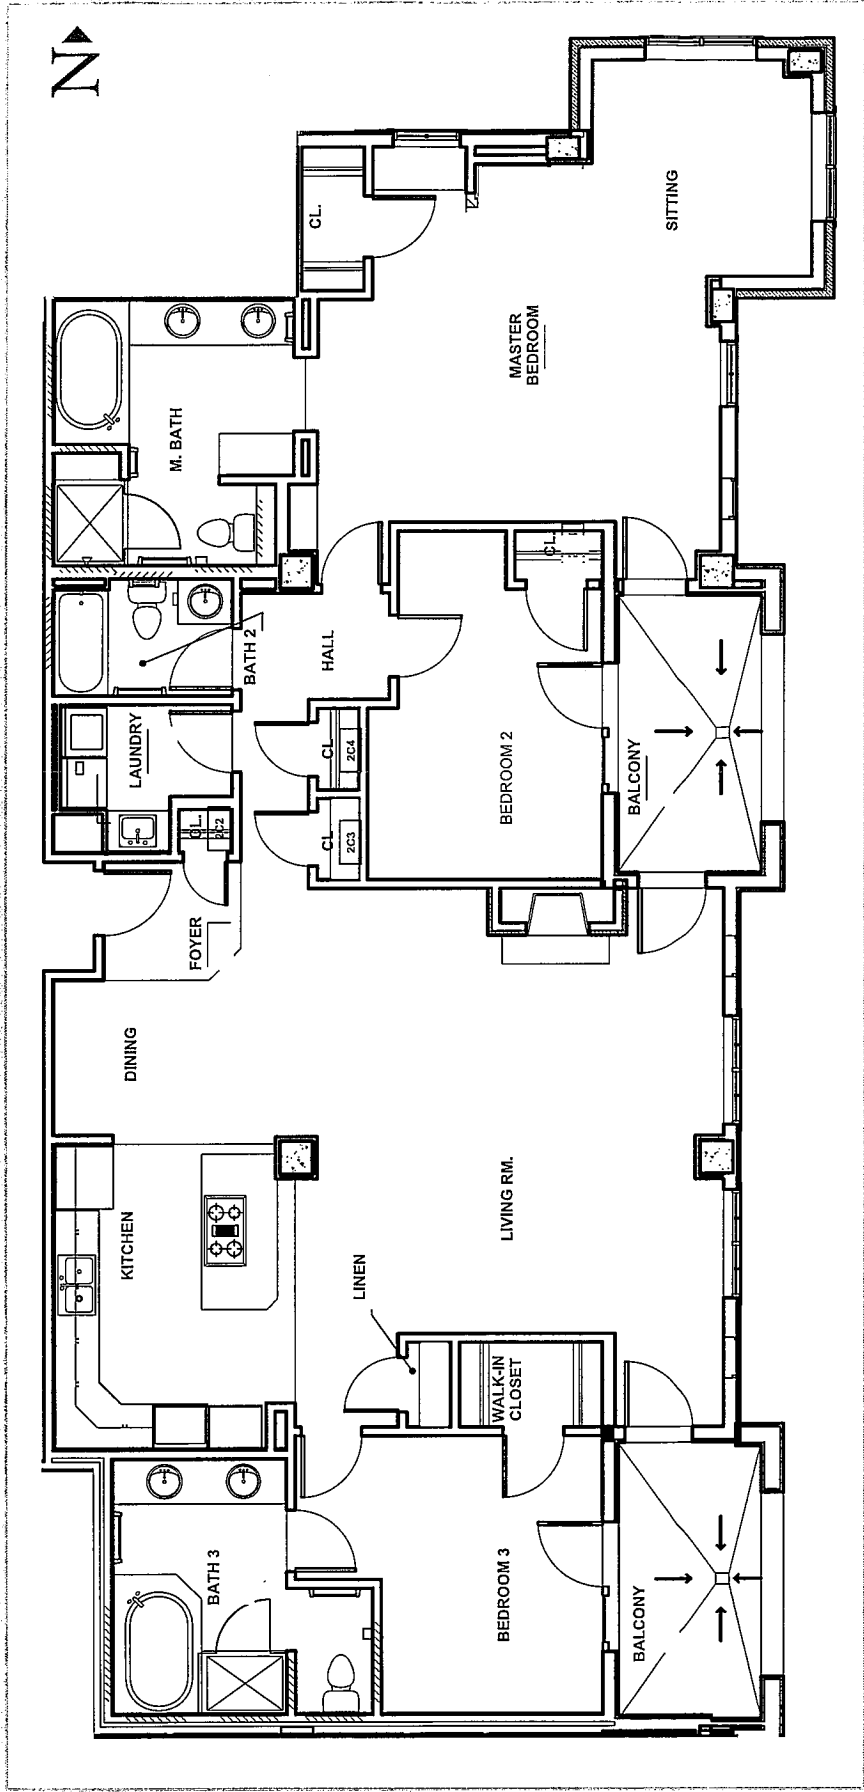 N
CL.
SITTING
MASTER
BEDROOM
M. BATH
CL.
BATH 2
HALL
LAUNDRY
CL.
2C2
CL
2C4
CL
2C3
BEDROOM 2
BALCONY
FOYER
DINING
KITCHEN
LIVING RM.
LINEN
WALK-IN
CLOSET
BATH 3
BEDROOM 3
BALCONY